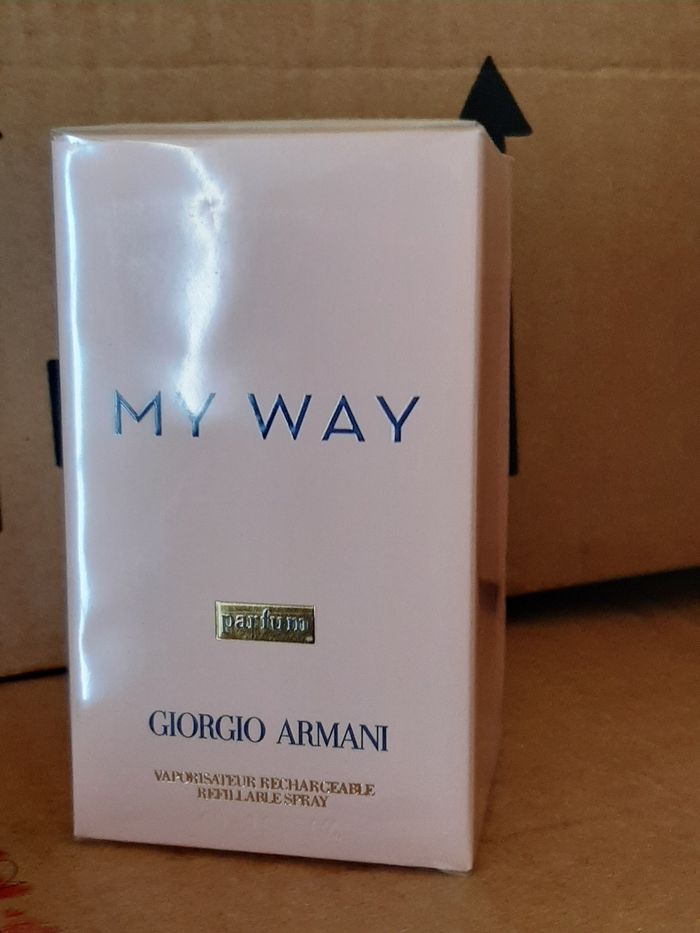 MY WAY
parfum
GIORGIO ARMANI
VAPORISATEUR RECHARGEABLE
REFILLABLE SPRAY